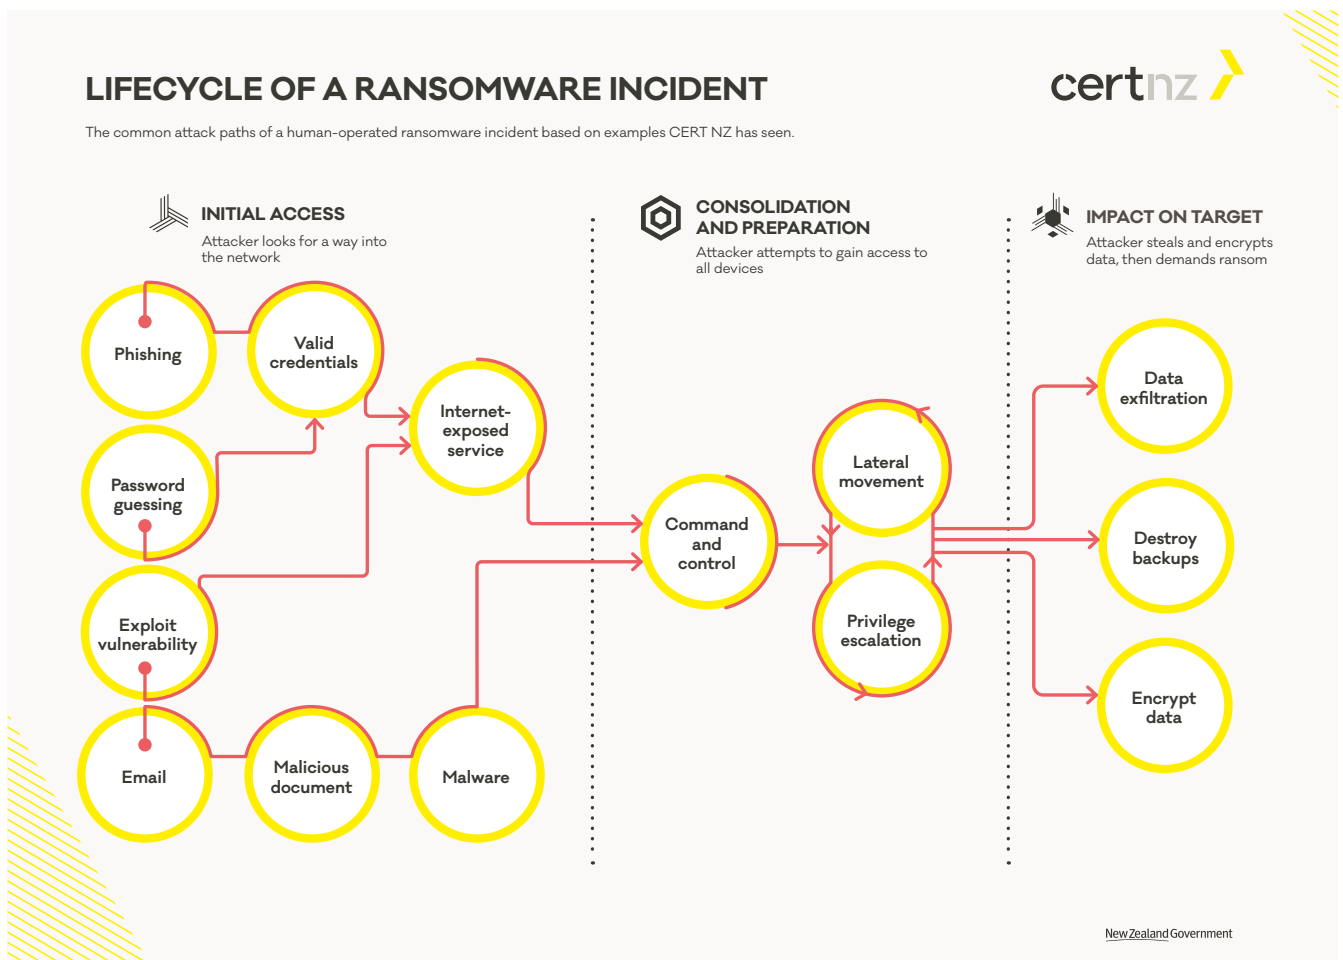 LIFECYCLE OF A RANSOMWARE INCIDENT
certnz
The common attack paths of a human-operated ransomware incident based on examples CERT NZ has seen.
INITIAL ACCESS
Attacker looks for a way into
the network
CONSOLIDATION
AND PREPARATION
Attacker attempts to gain access to
all devices
IMPACT ON TARGET
Attacker steals and encrypts
data, then demands ransom
Phishing
Valid
credentials
Internet-
exposed
service
Password
guessing
Exploit
vulnerability
Email
Malicious
document
Malware
Command
and
control
Lateral
movement
Privilege
escalation
Data
exfiltration
Destroy
backups
Encrypt
data
New Zealand Government